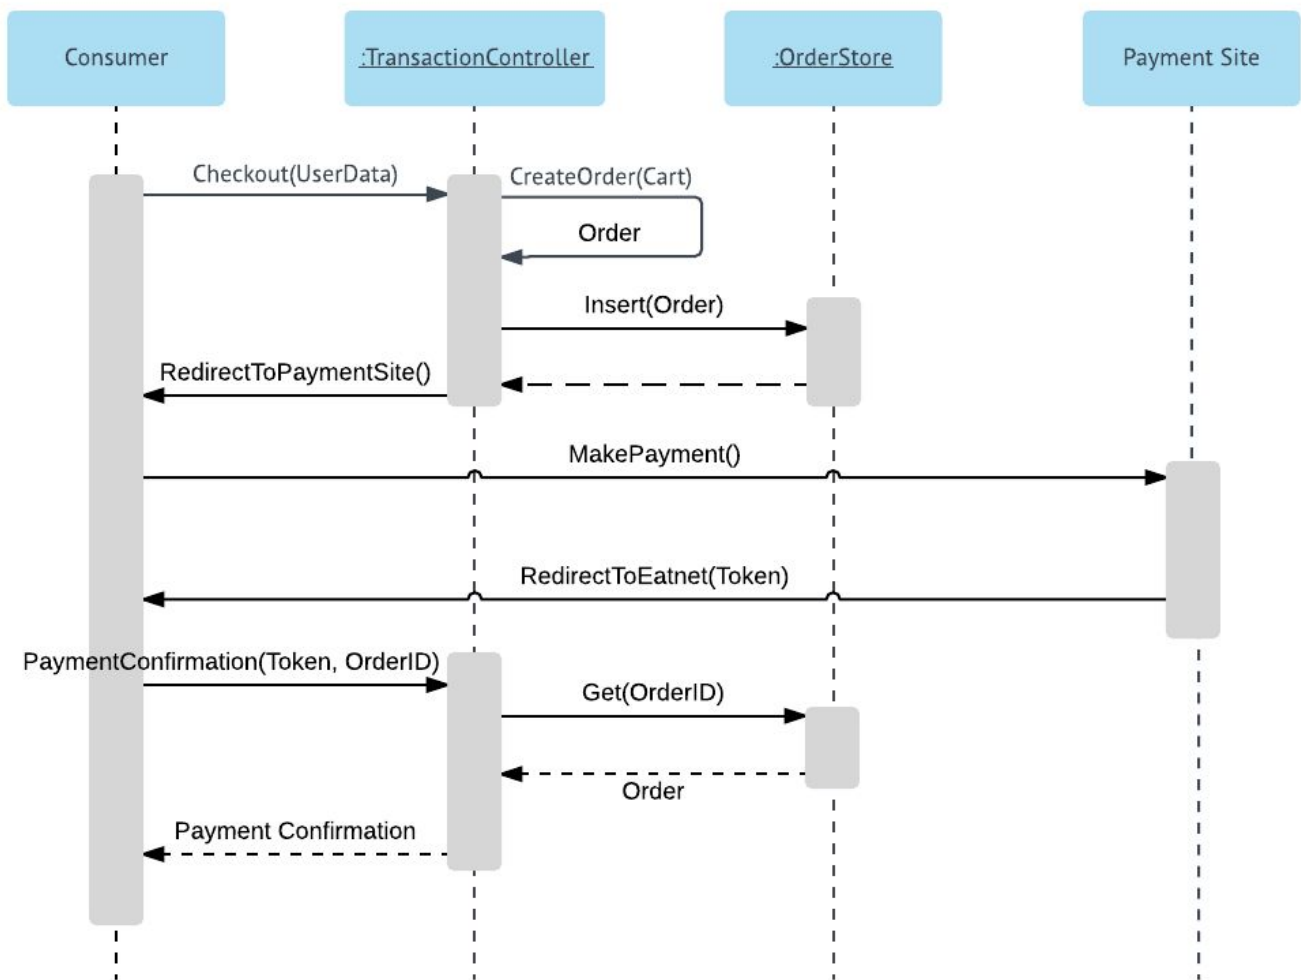 Consumer
:TransactionController
:OrderStore
Payment Site
Checkout(UserData)
CreateOrder(Cart)
Order
Insert(Order)
RedirectToPaymentSite()
MakePayment()
RedirectToEatnet(Token)
PaymentConfirmation(Token, OrderID)
Get(OrderID)
Order
Payment Confirmation